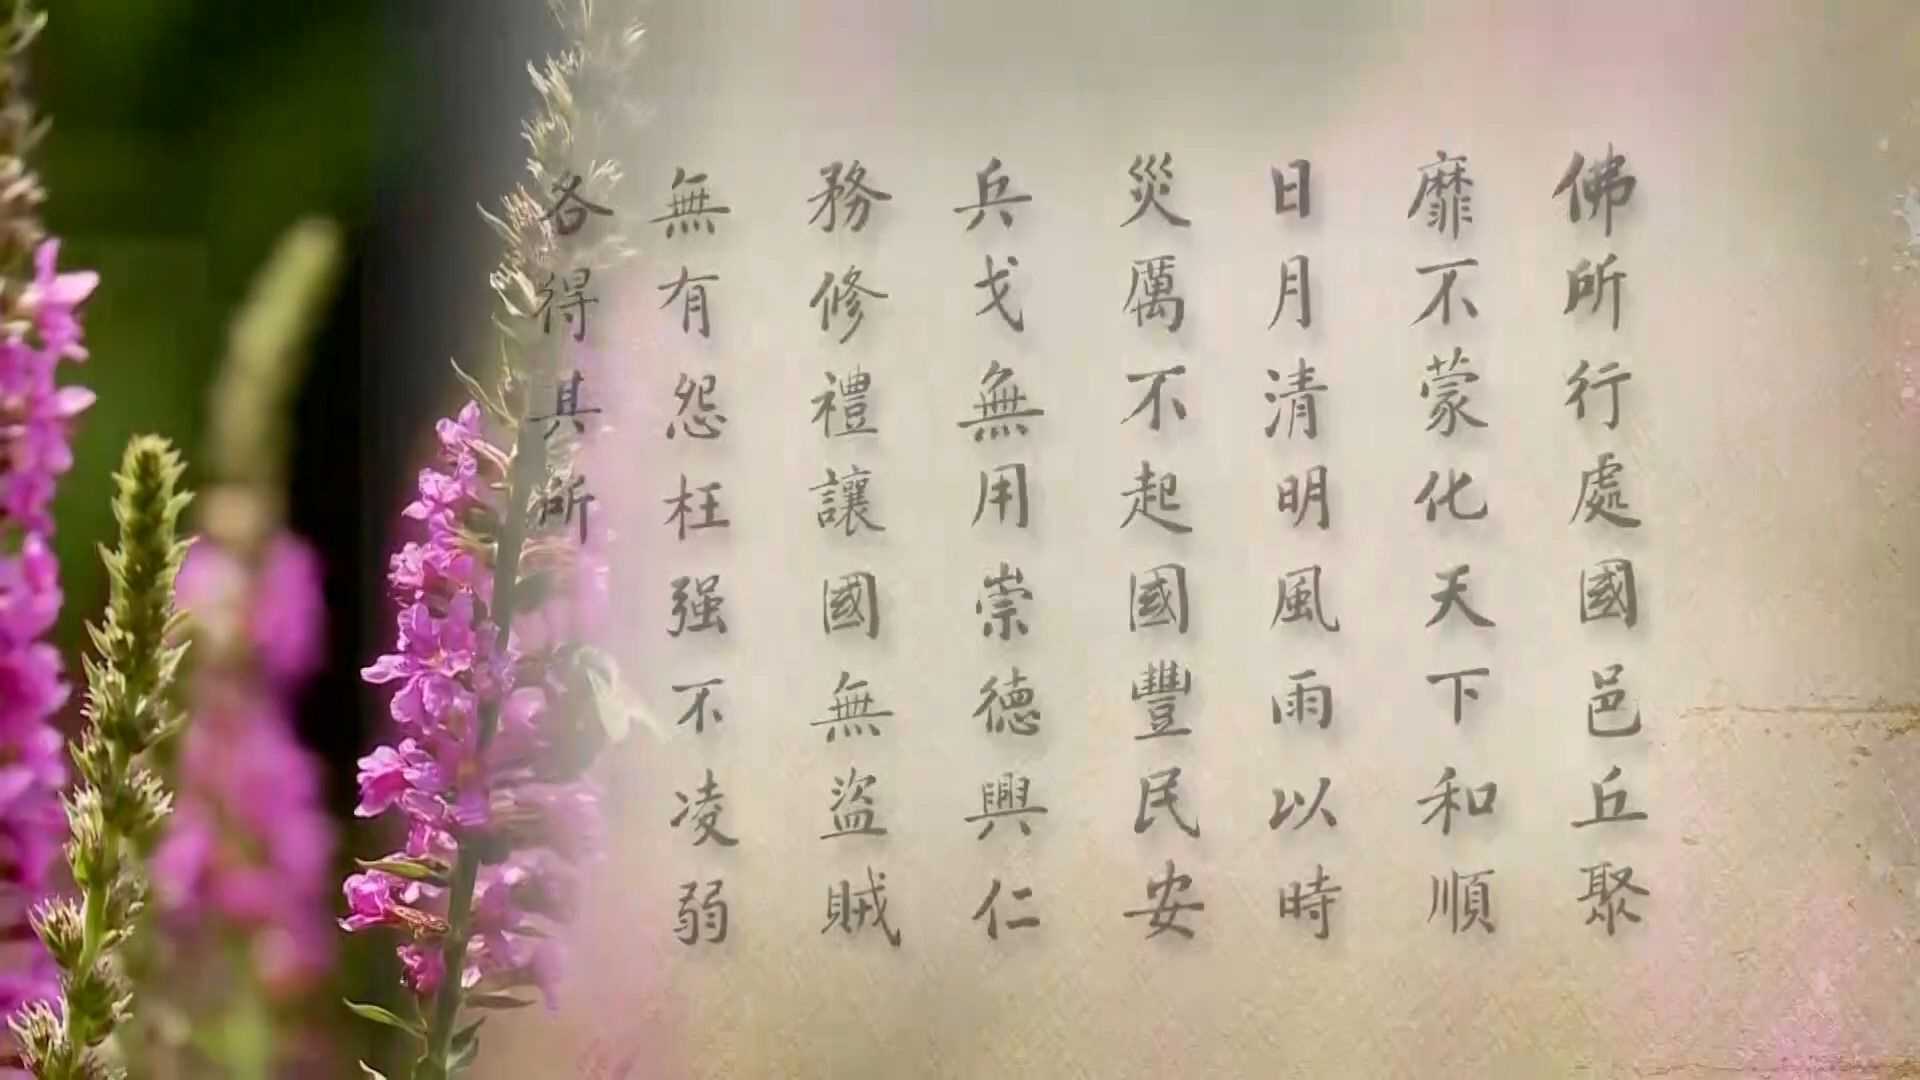 佛所行處國邑丘聚
靡不蒙化天下和順
日月清明風雨以時
災厲不起國豐民安
兵戈無用崇德興仁
務修禮讓國無盜賊
無有怨枉强不凌弱
各得其所